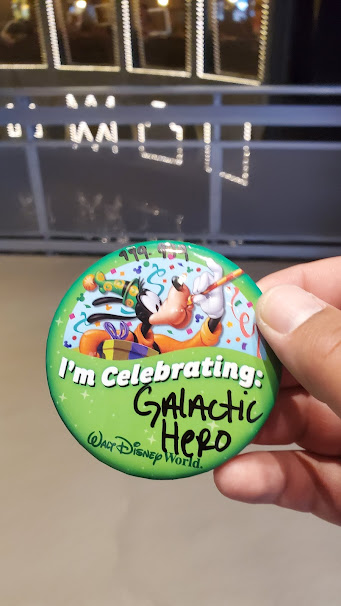 I'm Celebrating:
GALACTIC
HERO
WALT DISNEY World.